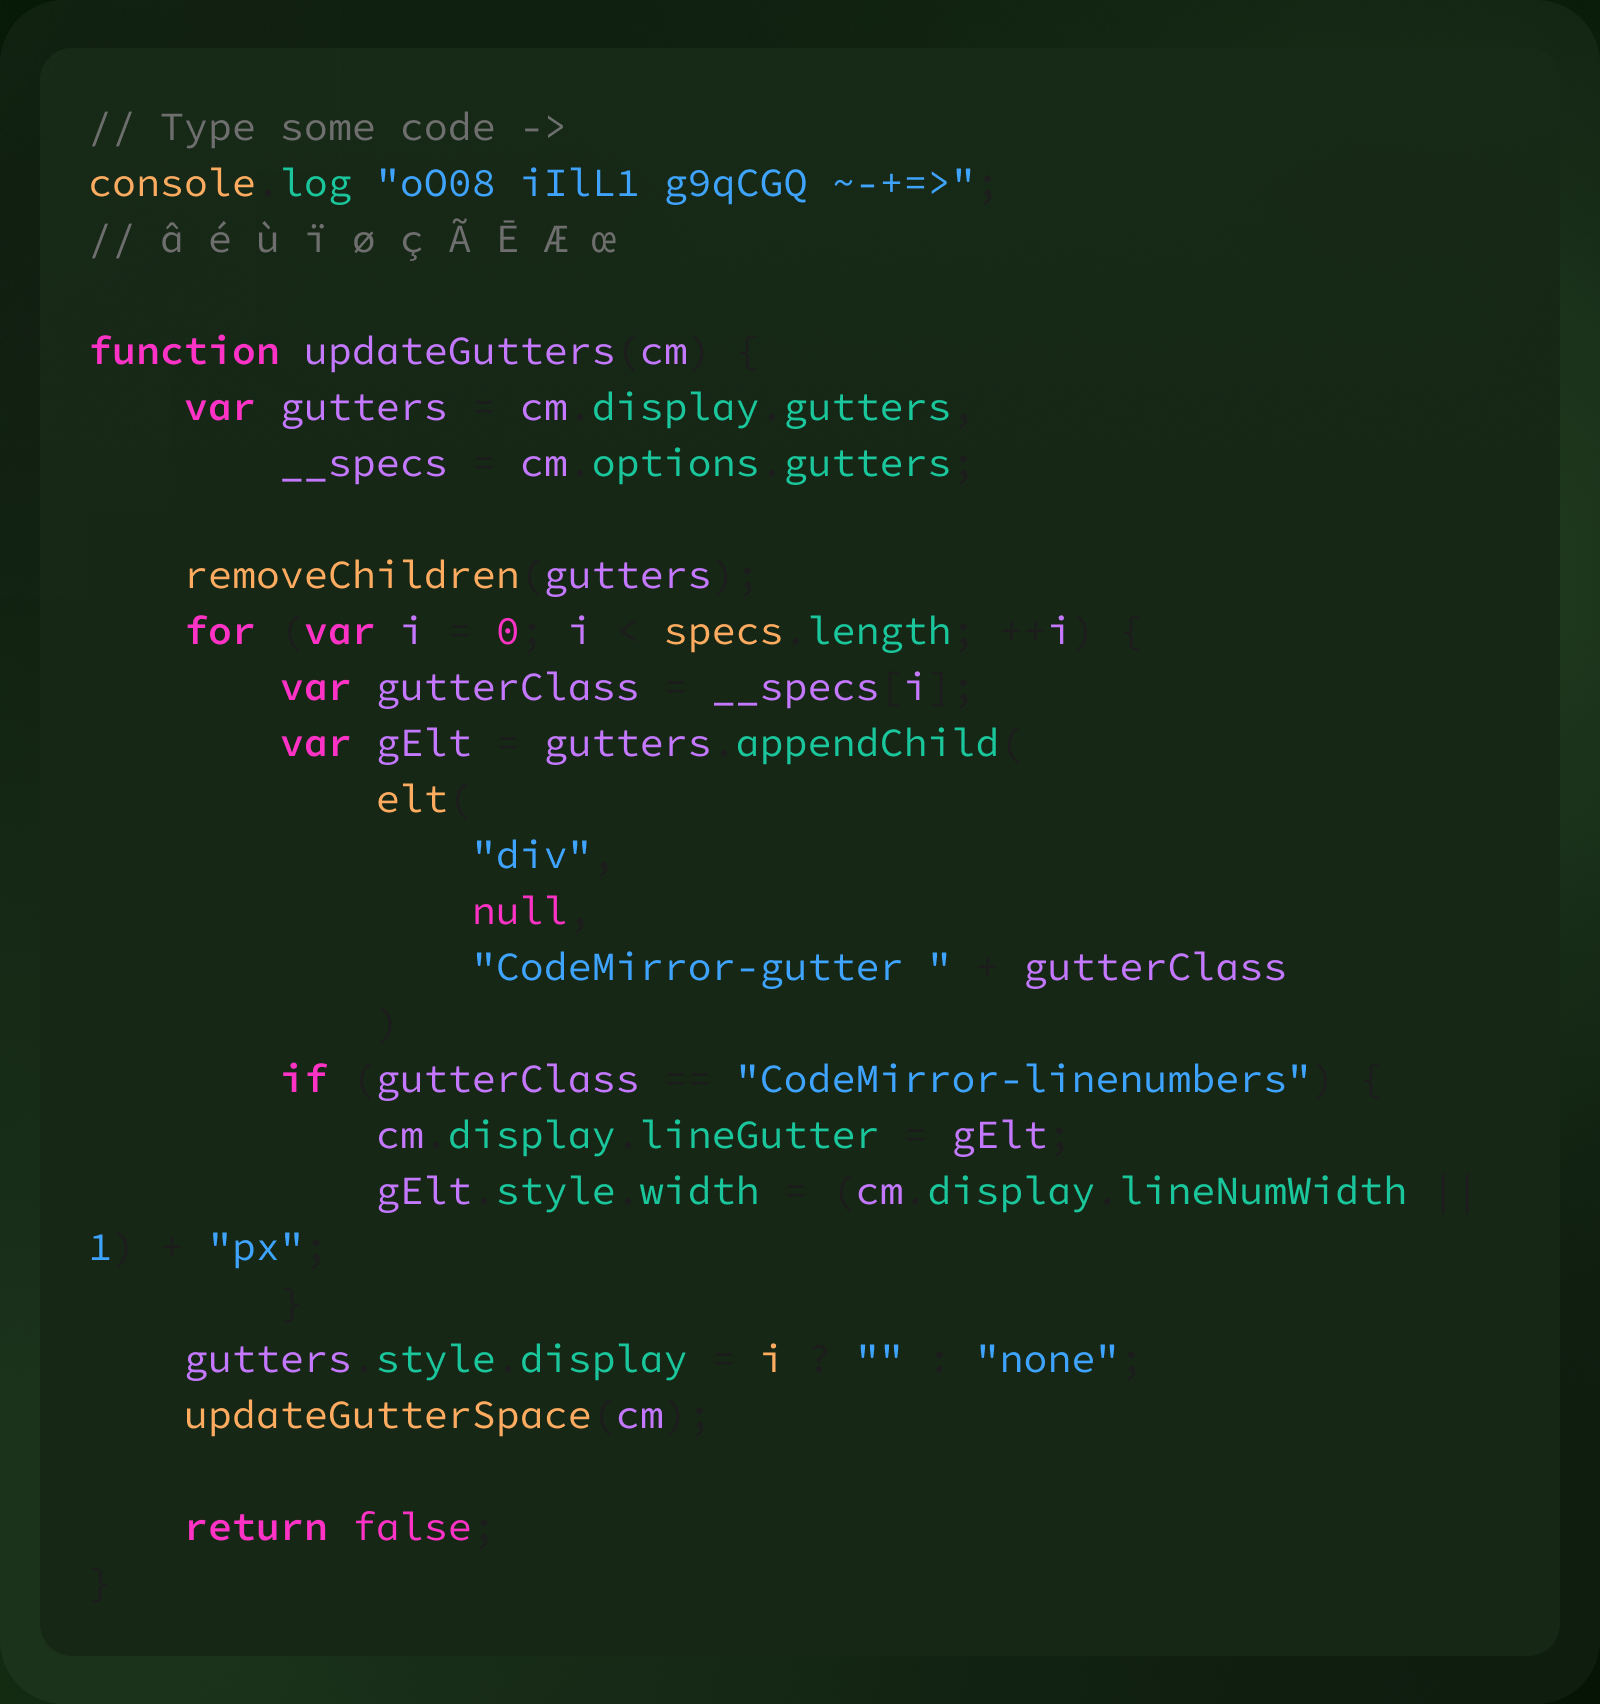 // Type some code ->
console.log "oO08 iIlL1 g9qCGQ ~-+=>";
// â é ù ï ø ç Ã Ē Æ œ
function updateGutters(cm) {
var gutters = cm.display.gutters,
__specs = cm.options.gutters;
removeChildren(gutters);
for (var i = 0; i < specs.length; ++i) {
var gutterClass = __specs[i];
var gElt = gutters.appendChild(
elt(
"div",
null,
"CodeMirror-gutter " + gutterClass
)
if (gutterClass == "CodeMirror-linenumbers") {
cm.display.lineGutter = gElt;
gElt.style.width = (cm.display.lineNumWidth ||
1) + "px";
}
gutters.style.display = i ? "" : "none";
updateGutterSpace(cm);
return false;
}